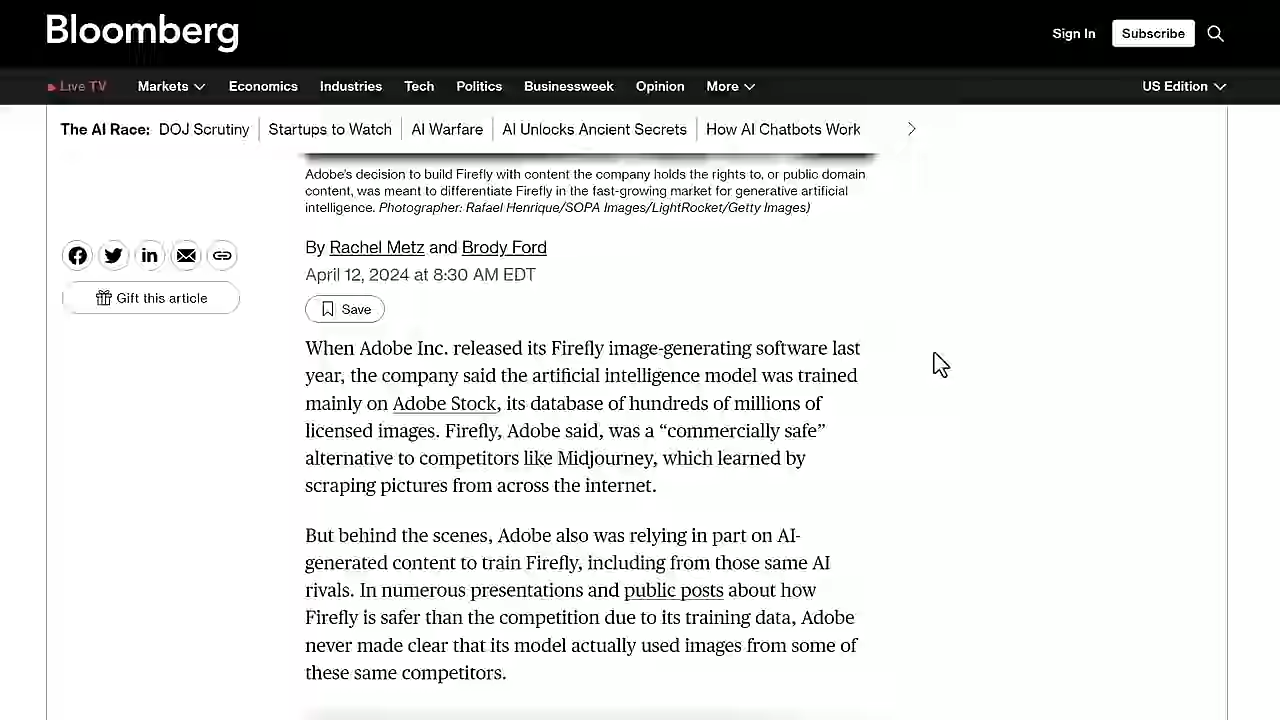 Bloomberg
Sign In
Subscribe
Live TV
Markets
Economics
Industries
Tech
Politics
Businessweek
Opinion
More
US Edition
The AI Race:
DOJ Scrutiny
Startups to Watch
AI Warfare
AI Unlocks Ancient Secrets
How AI Chatbots Work
Adobe's decision to build Firefly with content the company holds the rights to, or public domain
content, was meant to differentiate Firefly in the fast-growing market for generative artificial
intelligence. Photographer: Rafael Henrique/SOPA Images/LightRocket/Getty Images)
Gift this article
By Rachel Metz and Brody Ford
April 12, 2024 at 8:30 AM EDT
Save
When Adobe Inc. released its Firefly image-generating software last
year, the company said the artificial intelligence model was trained
mainly on Adobe Stock, its database of hundreds of millions of
licensed images. Firefly, Adobe said, was a “commercially safe”
alternative to competitors like Midjourney, which learned by
scraping pictures from across the internet.
But behind the scenes, Adobe also was relying in part on AI-
generated content to train Firefly, including from those same AI
rivals. In numerous presentations and public posts about how
Firefly is safer than the competition due to its training data, Adobe
never made clear that its model actually used images from some of
these same competitors.